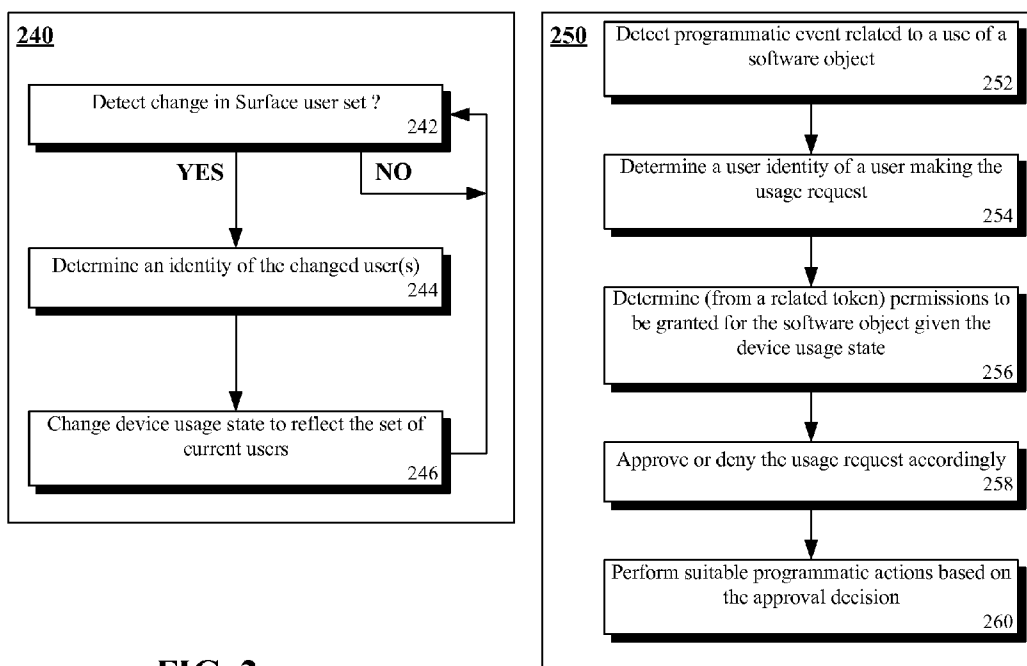 240
Detect change in Surface user set ?
242
YES
NO
Determine an identity of the changed user(s)
244
Change device usage state to reflect the set of
current users
246
250
Detect programmatic event related to a use of a
software object
252
Determine a user identity of a user making the
usage request
254
Determine (from a related token) permissions to
be granted for the software object given the
device usage state
256
Approve or deny the usage request accordingly
258
Perform suitable programmatic actions based on
the approval decision
260
FIG. 2